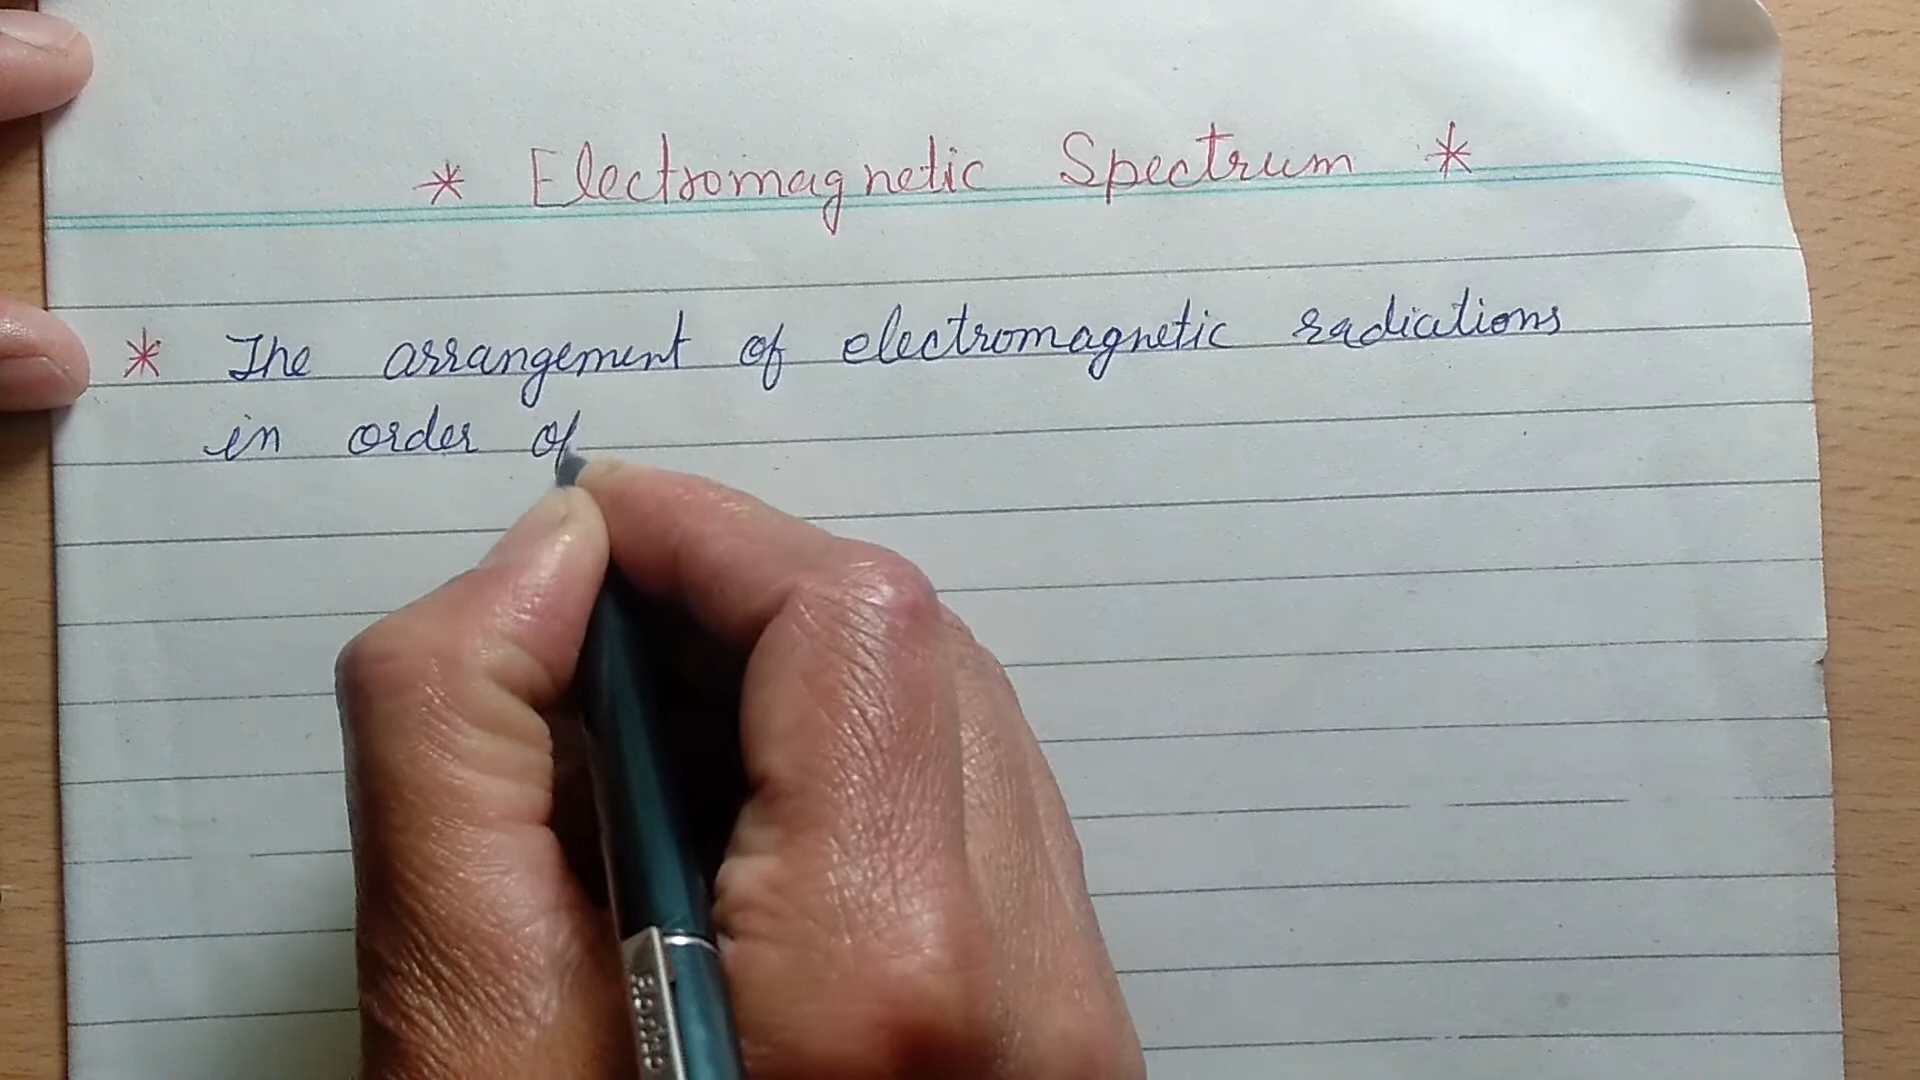 * Electromagnetic Spectrum *
* The arrangement of electromagnetic radiations
in order of